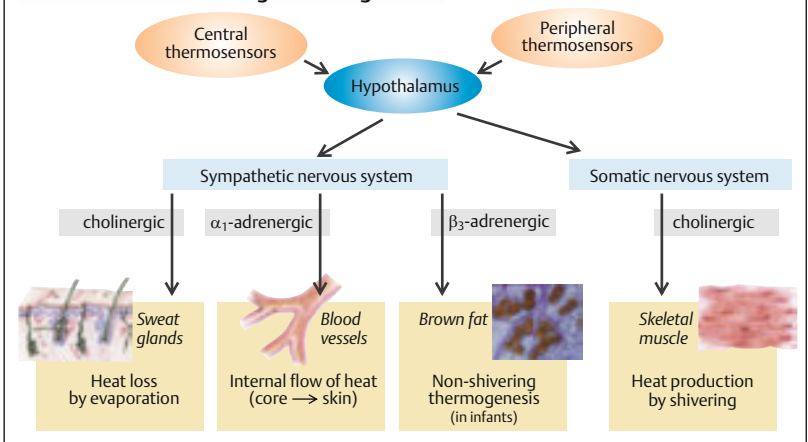 Central
thermosensors
Peripheral
thermosensors
Hypothalamus
Sympathetic nervous system
Somatic nervous system
cholinergic
α₁-adrenergic
β₃-adrenergic
cholinergic
Sweat
glands
Heat loss
by evaporation
Blood
vessels
Internal flow of heat
(core → skin)
Brown fat
Non-shivering
thermogenesis
(in infants)
Skeletal
muscle
Heat production
by shivering